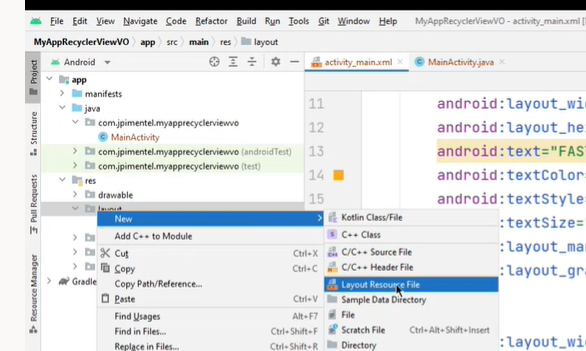 File Edit View Navigate Code Refactor Build Run Tools Git Window Help MyAppRecyclerViewVO - activity_main.xml
MyAppRecyclerViewVO app src main res layout
Android
activity_main.xml
MainActivity.java
Project
Structure
Pull Requests
Resource Manager
app
manifests
java
com.jpimentel.myapprecyclerviewvo
MainActivity
com.jpimentel.myapprecyclerviewvo (androidTest)
com.jpimentel.myapprecyclerviewvo (test)
res
drawable
layout
Gradle
11 android:layout_wi
12 android:layout_he
13 android:text="FAS
14 android:textColor
15 android:textStyle
:textSize=
:layout_ma
:layout_gra
:layout_wi
New
Add C++ to Module
Cut Ctrl+X
Copy Ctrl+C
Copy Path/Reference...
Paste Ctrl+V
Find Usages Alt+F7
Find in Files... Ctrl+Shift+F
Replace in Files... Ctrl+Shift+R
Kotlin Class/File
C++ Class
C/C++ Source File
C/C++ Header File
Layout Resource File
Sample Data Directory
File
Scratch File Ctrl+Alt+Shift+Insert
Directory